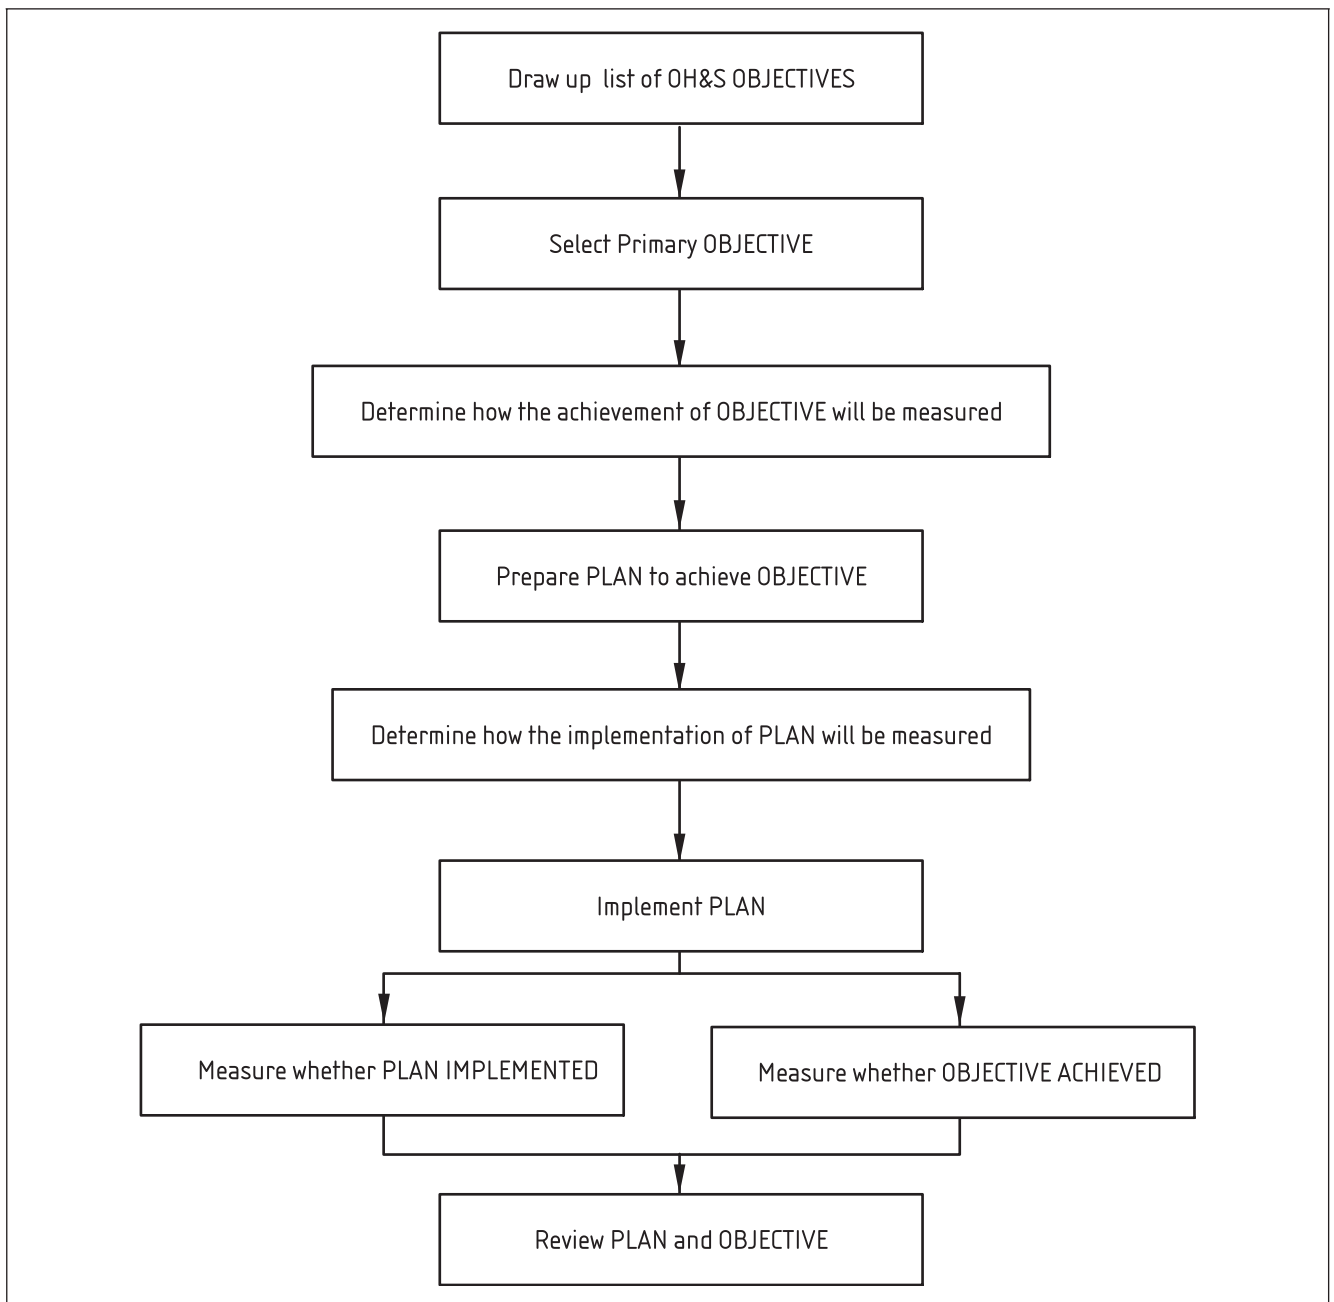 Draw up list of OH&S OBJECTIVES
Select Primary OBJECTIVE
Determine how the achievement of OBJECTIVE will be measured
Prepare PLAN to achieve OBJECTIVE
Determine how the implementation of PLAN will be measured
Implement PLAN
Measure whether PLAN IMPLEMENTED
Measure whether OBJECTIVE ACHIEVED
Review PLAN and OBJECTIVE